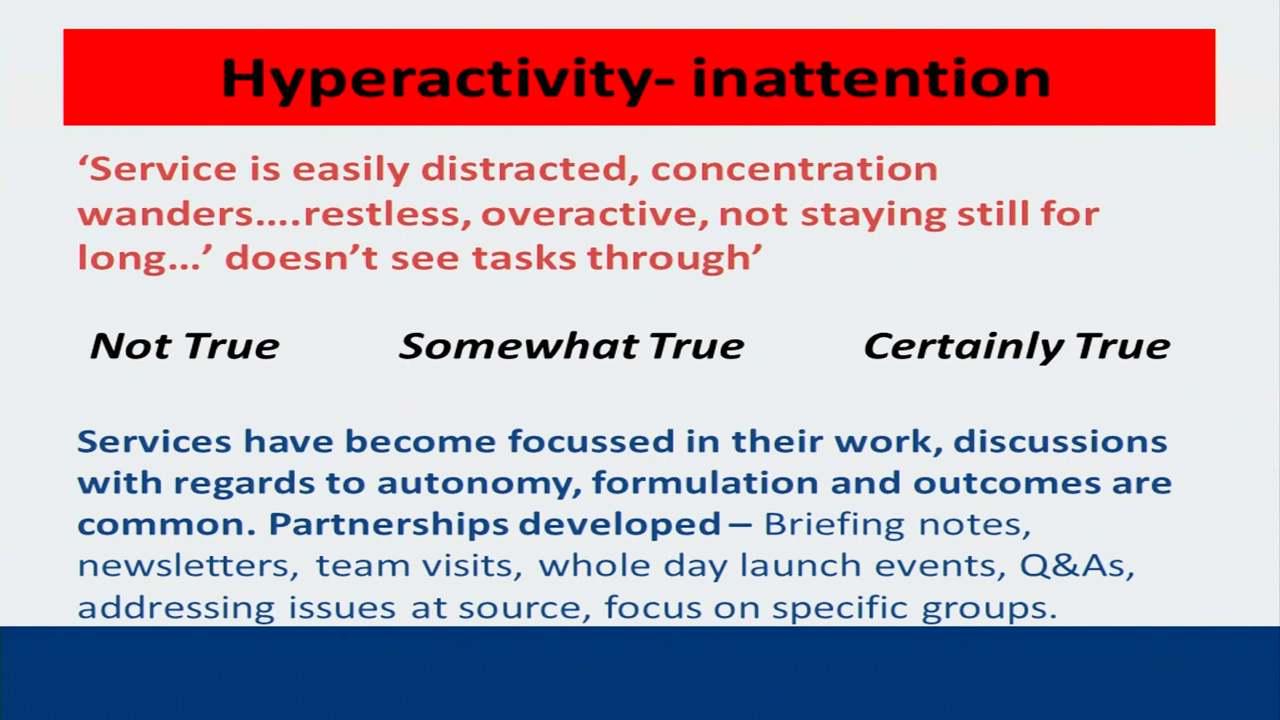 Hyperactivity- inattention
‘Service is easily distracted, concentration
wanders….restless, overactive, not staying still for
long…’ doesn’t see tasks through’
Not True Somewhat True Certainly True
Services have become focussed in their work, discussions
with regards to autonomy, formulation and outcomes are
common. Partnerships developed – Briefing notes,
newsletters, team visits, whole day launch events, Q&As,
addressing issues at source, focus on specific groups.